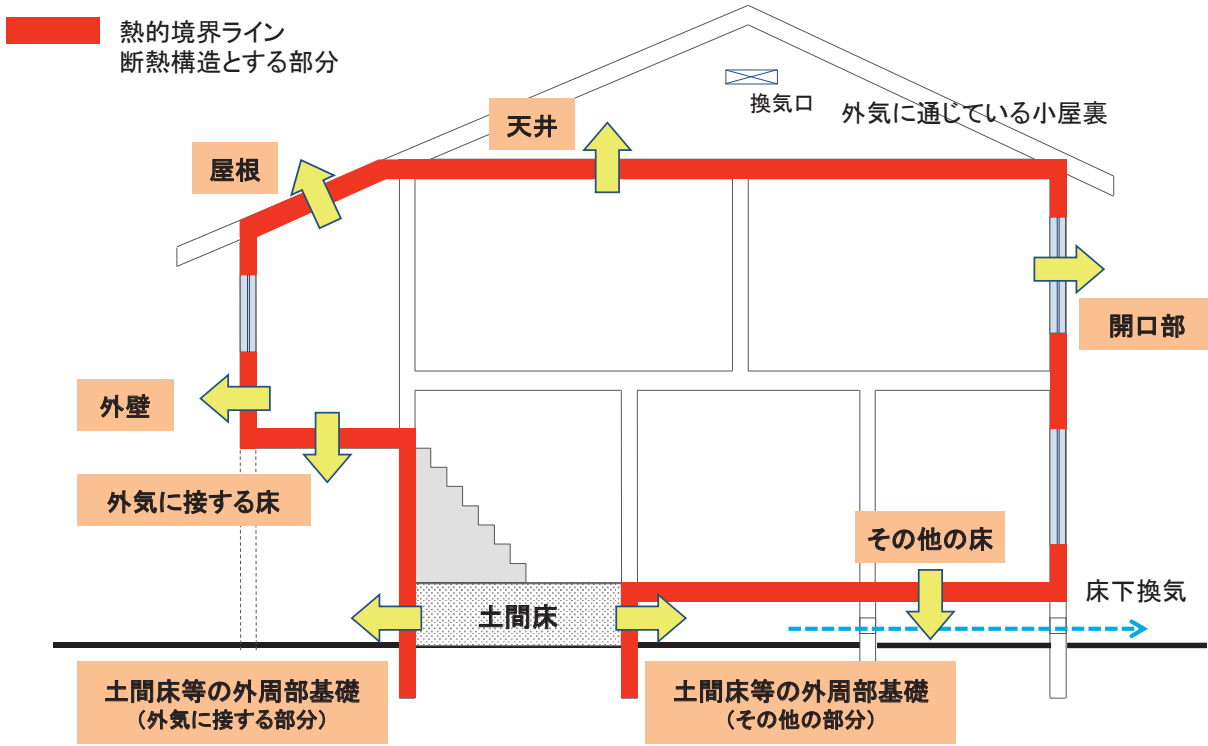 熱的境界ライン
断熱構造とする部分
換気口
外気に通じている小屋裏
天井
屋根
開口部
外壁
外気に接する床
その他の床
床下換気
土間床
土間床等の外周部基礎
（外気に接する部分）
土間床等の外周部基礎
（その他の部分）